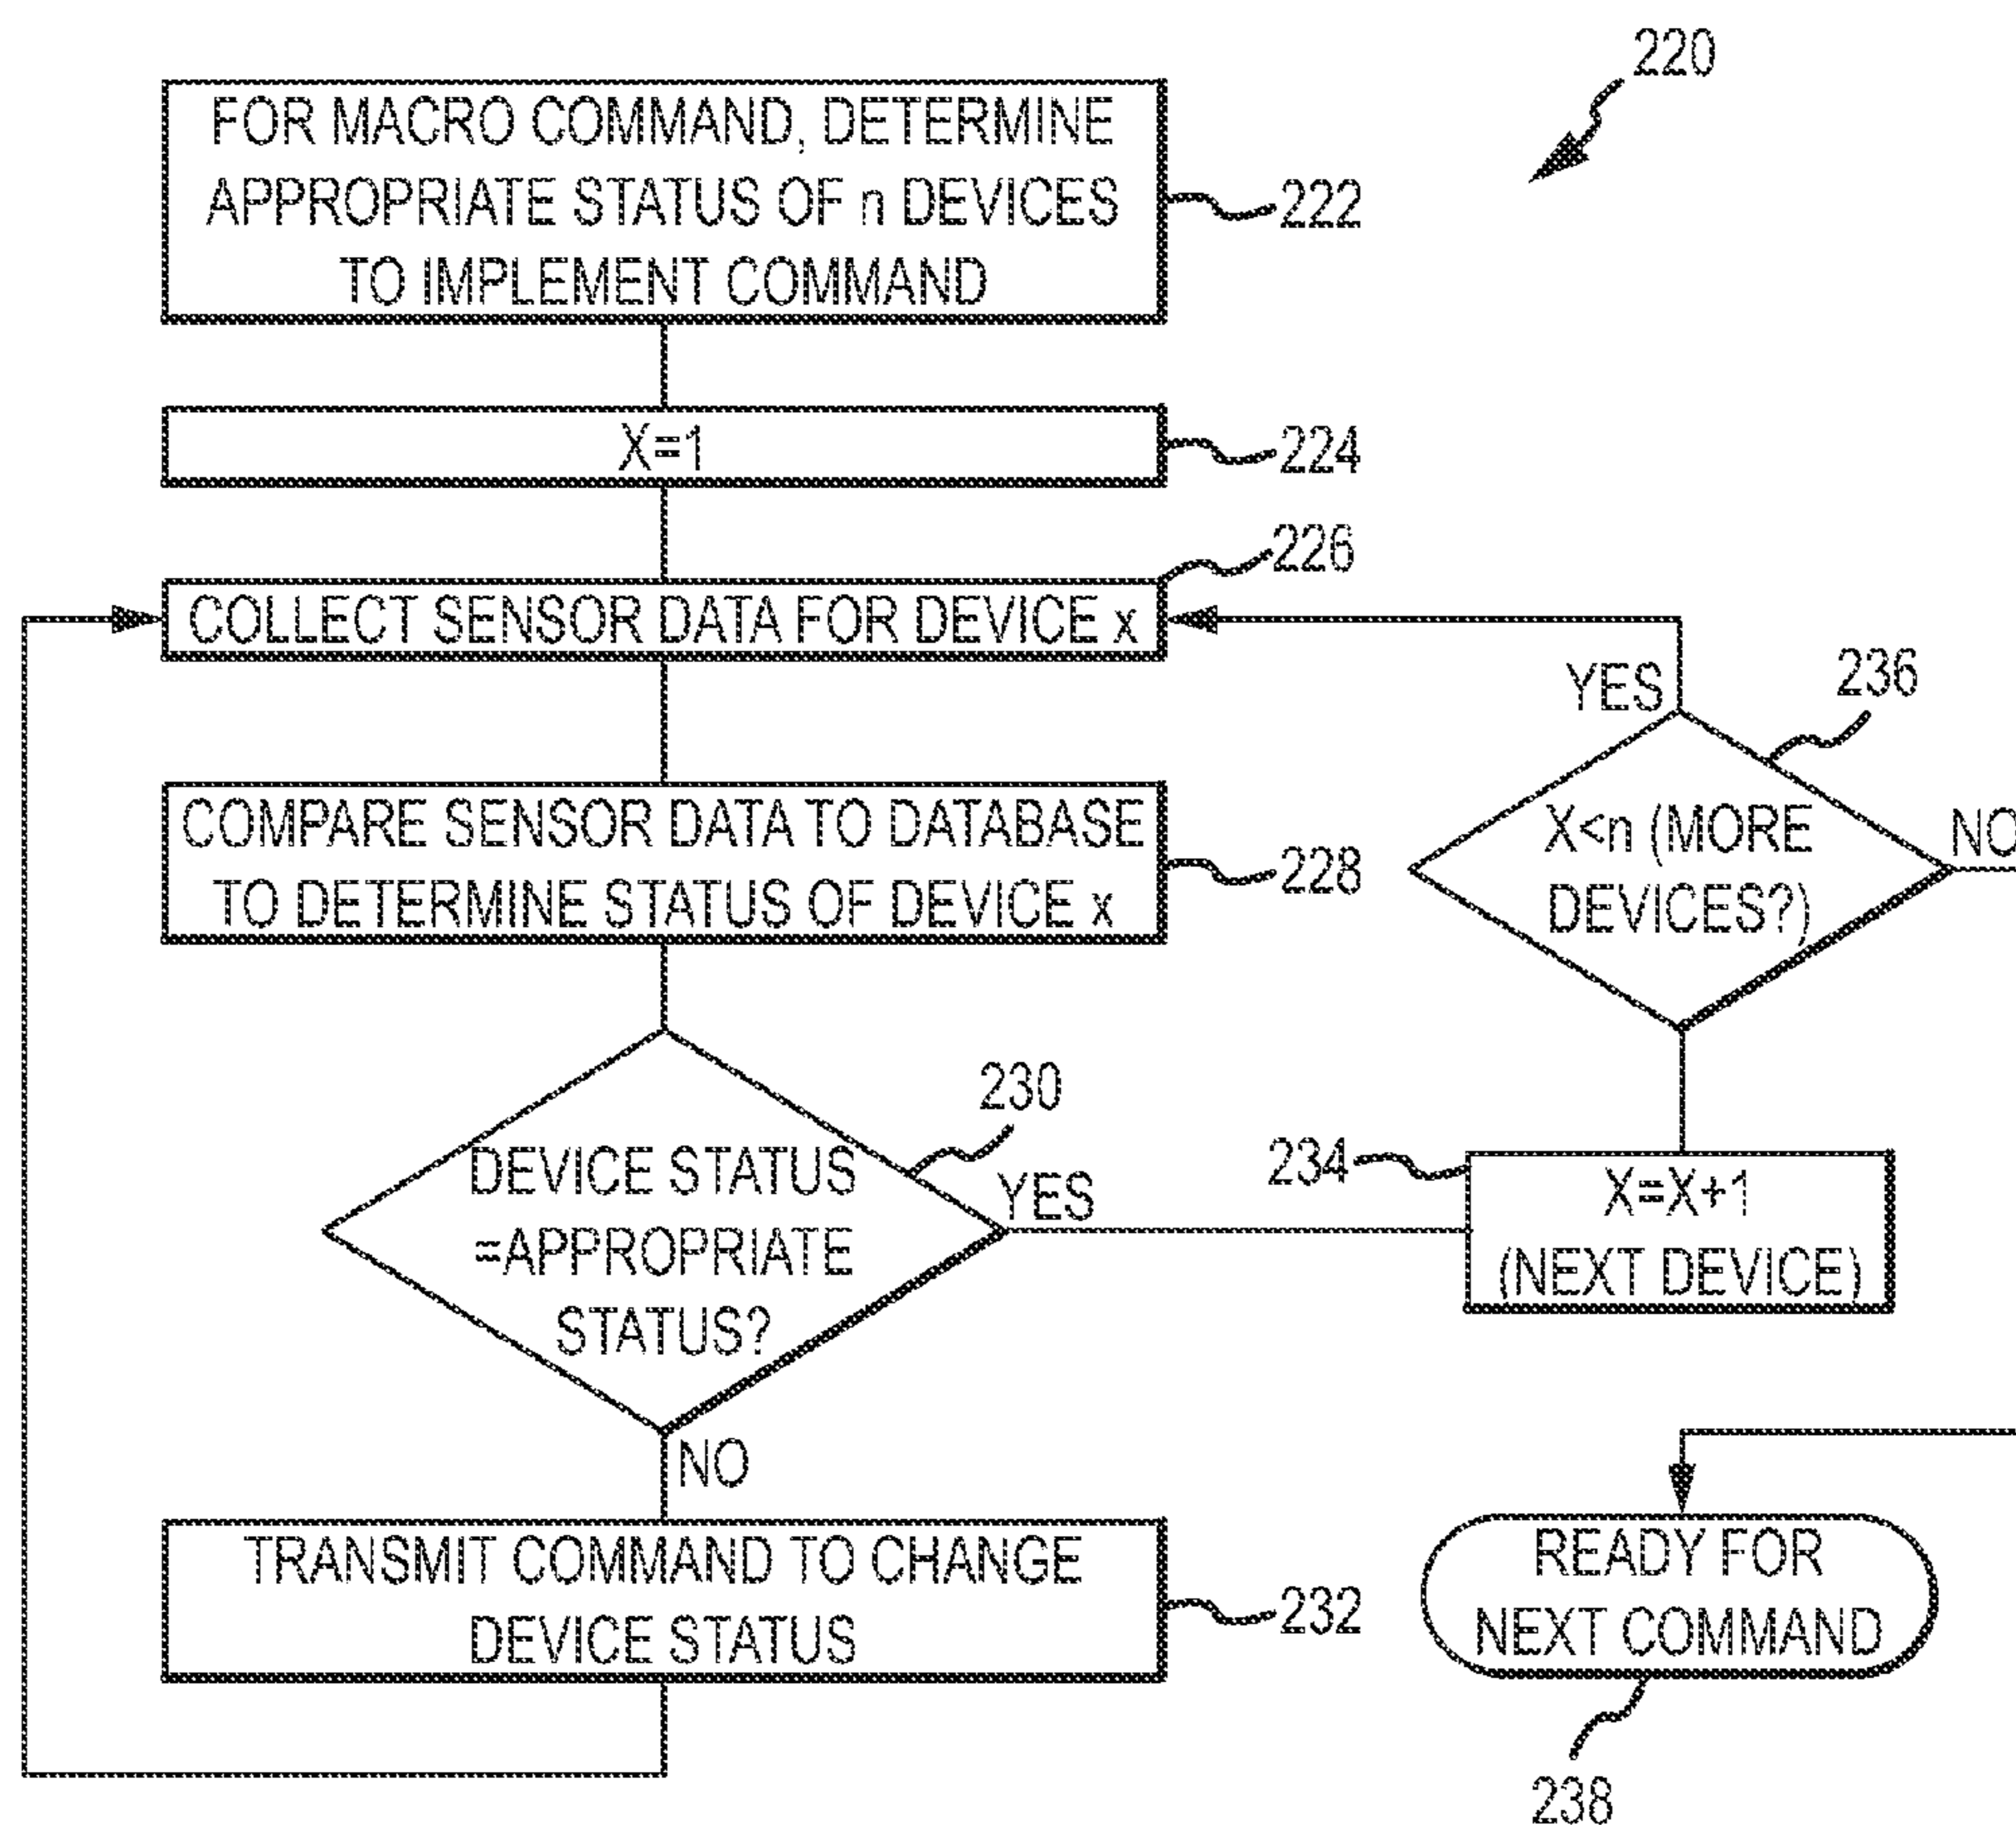 220
FOR MACRO COMMAND, DETERMINE
APPROPRIATE STATUS OF n DEVICES
TO IMPLEMENT COMMAND
222
X=1
224
226
COLLECT SENSOR DATA FOR DEVICE x
YES
236
COMPARE SENSOR DATA TO DATABASE
TO DETERMINE STATUS OF DEVICE x
228
X<n (MORE
DEVICES?)
NO
230
DEVICE STATUS
=APPROPRIATE
STATUS?
YES
234
X=X+1
(NEXT DEVICE)
NO
TRANSMIT COMMAND TO CHANGE
DEVICE STATUS
232
READY FOR
NEXT COMMAND
238